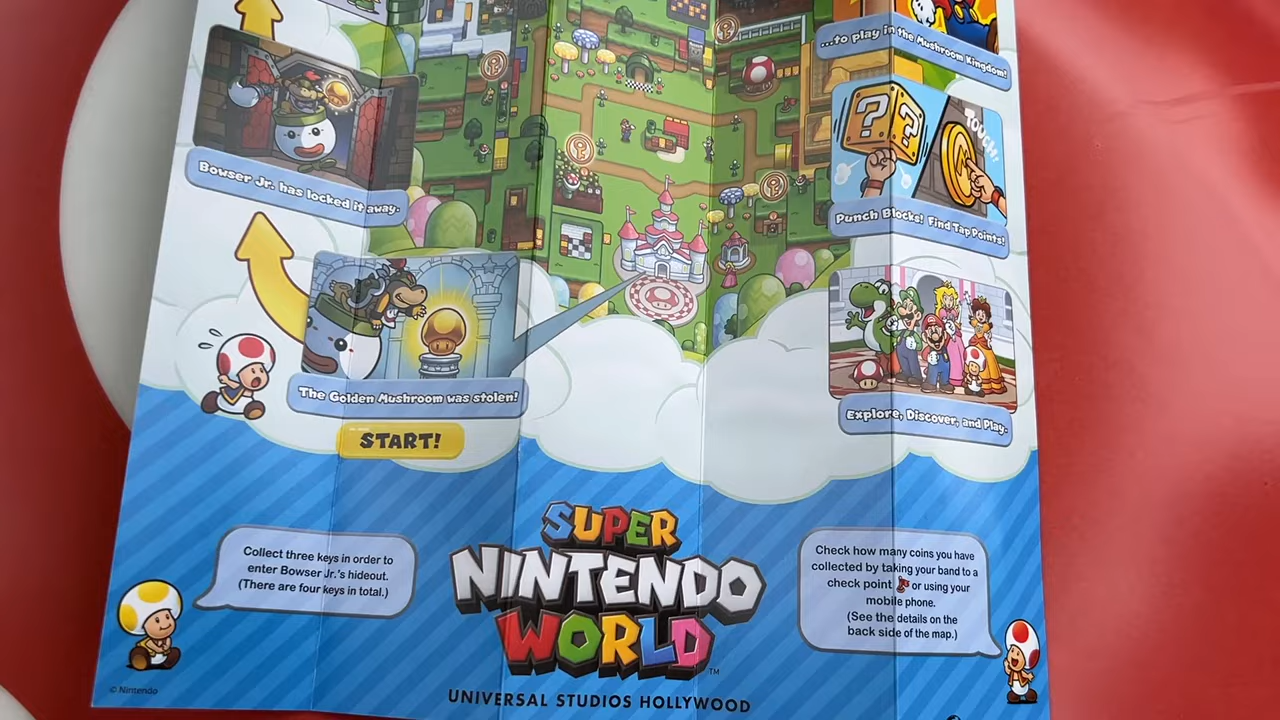 ...to play in the Mushroom Kingdom!
Bowser Jr. has locked it away.
? ?
TOUCH!
Punch Blocks! Find Tap Points!
The Golden Mushroom was stolen!
START!
Explore, Discover, and Play.
SUPER
NINTENDO
WORLD™
UNIVERSAL STUDIOS HOLLYWOOD
Collect three keys in order to
enter Bowser Jr.'s hideout.
(There are four keys in total.)
Check how many coins you have
collected by taking your band to a
check point or using your
mobile phone.
(See the details on the
back side of the map.)
© Nintendo